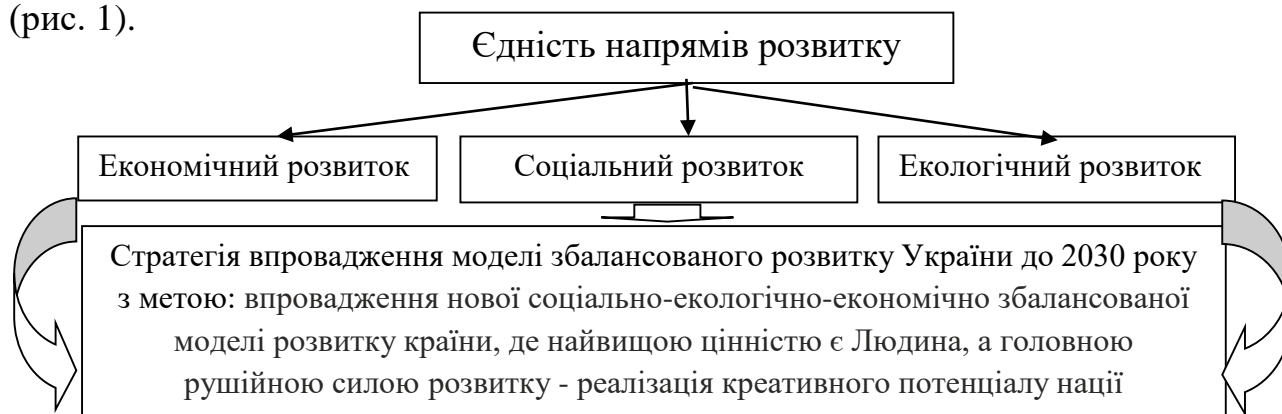 (рис. 1).
Єдність напрямів розвитку
Економічний розвиток
Соціальний розвиток
Екологічний розвиток
Стратегія впровадження моделі збалансованого розвитку України до 2030 року
з метою: впровадження нової соціально-екологічно-економічно збалансованої
моделі розвитку країни, де найвищою цінністю є Людина, а головною
рушійною силою розвитку - реалізація креативного потенціалу нації